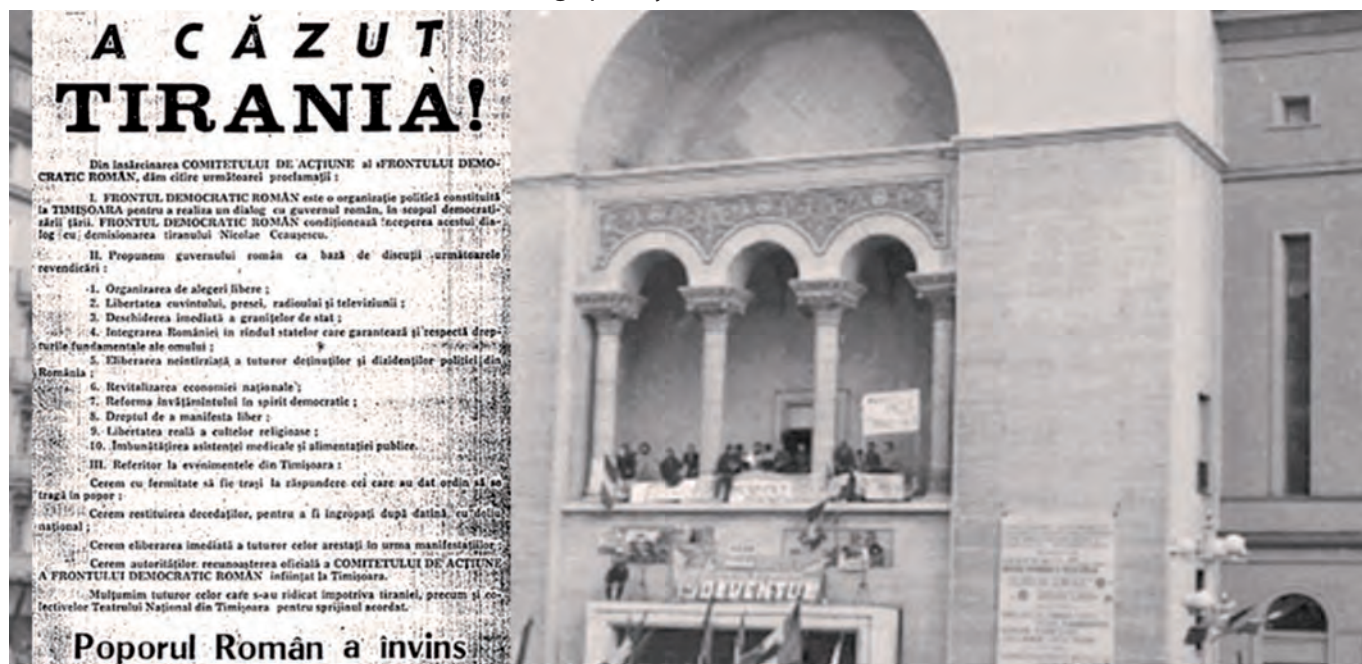 A CĂZUT
TIRANIA!
Din însărcinarea COMITETULUI DE ACȚIUNE al «FRONTULUI DEMO-
CRATIC ROMÂN, dăm citire următoarei proclamații :
I. FRONTUL DEMOCRATIC ROMÂN este o organizație politică constituită
la TIMIȘOARA pentru a realiza un dialog cu guvernul român, în scopul democrati-
zării țării. FRONTUL DEMOCRATIC ROMÂN condiționează începerea acestui dia-
log cu demisionarea tiranului Nicolae Ceaușescu.
II. Propunem guvernului român ca bază de discuții următoarele
revendicări :
1. Organizarea de alegeri libere ;
2. Libertatea cuvîntului, presei, radioului și televiziunii ;
3. Deschiderea imediată a granițelor de stat ;
4. Integrarea României în rîndul statelor care garantează și respectă drep-
turile fundamentale ale omului ;
5. Eliberarea neîntîrziată a tuturor deținuților și dizidenților politici din
România ;
6. Revitalizarea economiei naționale ;
7. Reforma învățămîntului în spirit democratic ;
8. Dreptul de a manifesta liber ;
9. Libertatea reală a cultelor religioase ;
10. Îmbunătățirea asistenței medicale și alimentației publice.
III. Referitor la evenimentele din Timișoara :
Cerem cu fermitate să fie trași la răspundere cei care au dat ordin să se
tragă în popor ;
Cerem restituirea decedaților, pentru a fi îngropați după datină, cu doliu
național ;
Cerem eliberarea imediată a tuturor celor arestați în urma manifestațiilor ;
Cerem autorităților recunoașterea oficială a COMITETULUI DE ACȚIUNE
A FRONTULUI DEMOCRATIC ROMÂN înființat la Timișoara.
Mulțumim tuturor celor care s-au ridicat împotriva tiraniei, precum și co-
lectivelor Teatrului Național din Timișoara pentru sprijinul acordat.
Poporul Român a învins